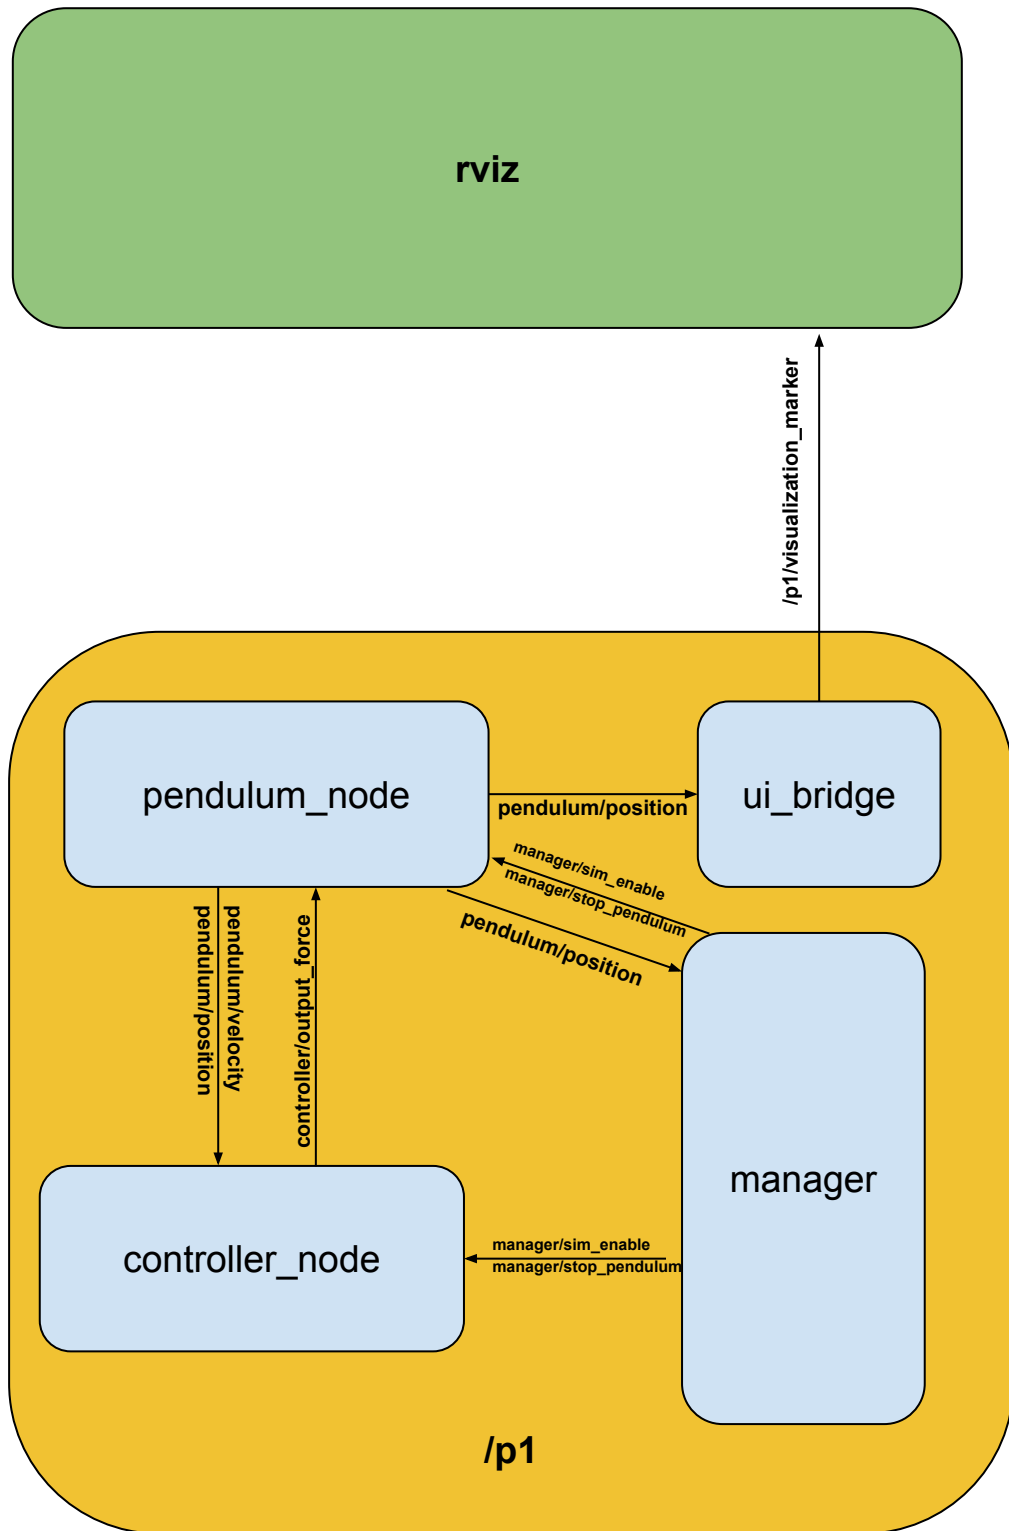 rviz
/p1/visualization_marker
pendulum_node
ui_bridge
pendulum/position
manager/sim_enable
manager/stop_pendulum
pendulum/position
pendulum/velocity
pendulum/position
controller/output_force
manager
controller_node
manager/sim_enable
manager/stop_pendulum
/p1